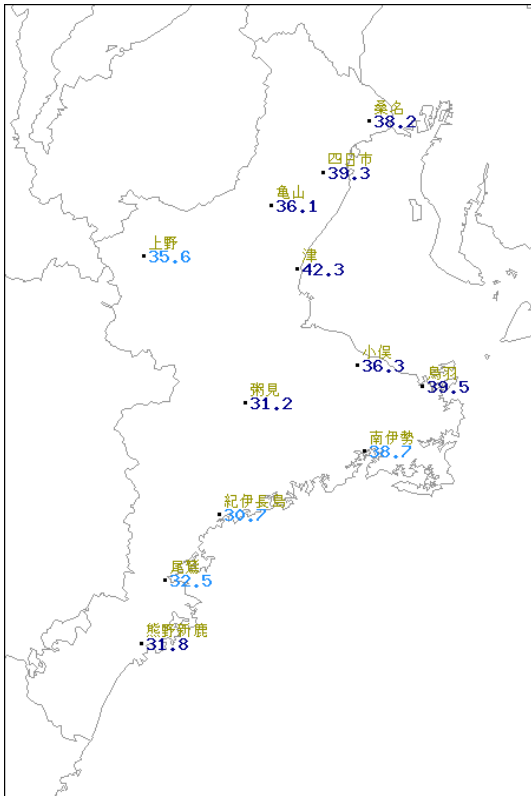 桑名
38.2
四日市
39.3
亀山
36.1
上野
35.6
津
42.3
小俣
36.3
鳥羽
39.5
粥見
31.2
南伊勢
38.7
紀伊長島
30.7
尾鷲
32.5
熊野新鹿
31.8